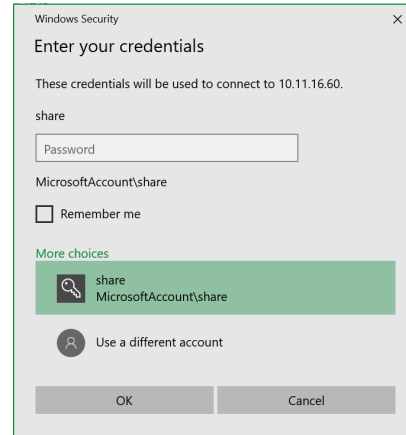 Windows Security
Enter your credentials
These credentials will be used to connect to 10.11.16.60.
share
Password
MicrosoftAccount\share
Remember me
More choices
share
MicrosoftAccount\share
Use a different account
OK
Cancel